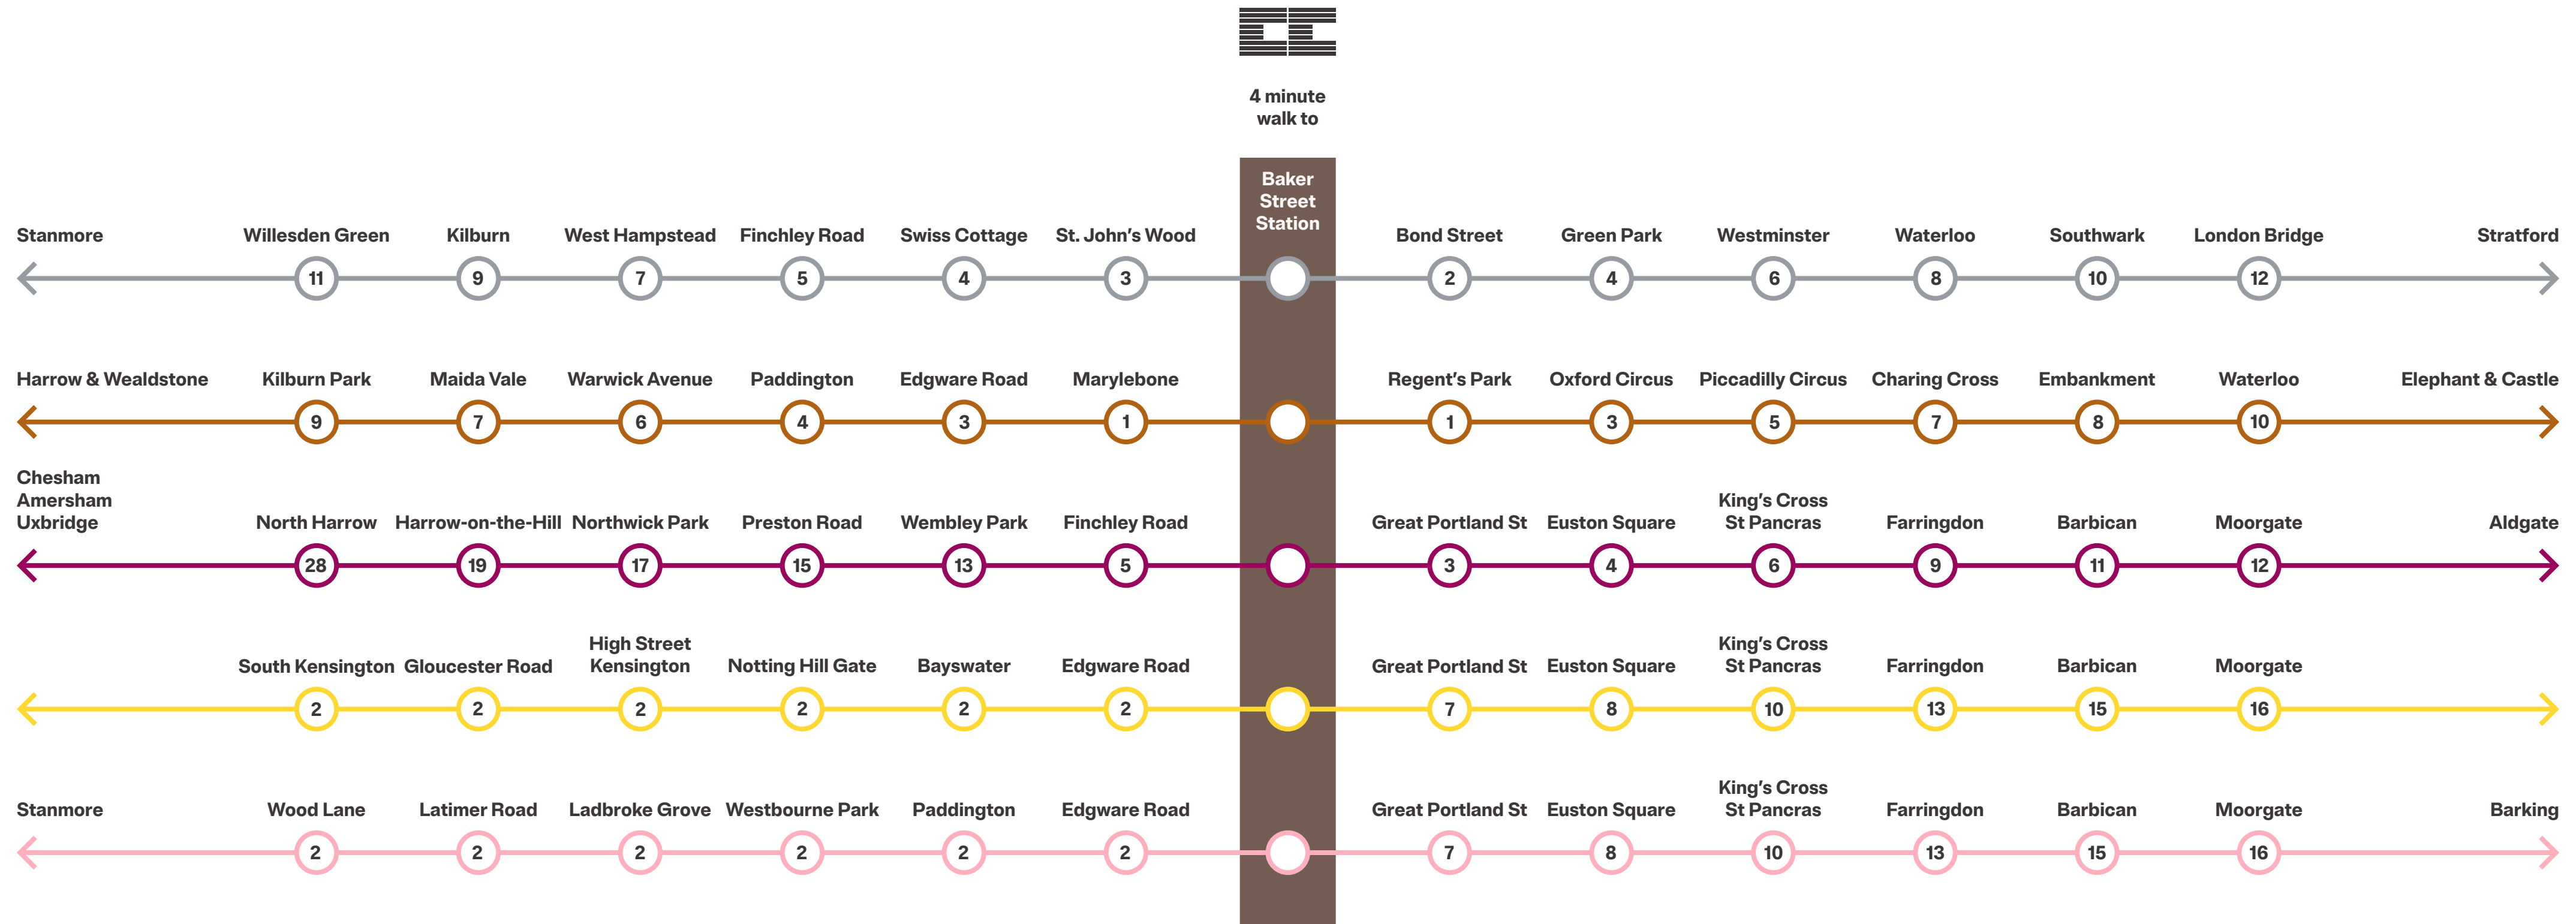 4 minute
walk to
Baker
Street
Station
Stanmore Willesden Green Kilburn West Hampstead Finchley Road Swiss Cottage St. John's Wood Bond Street Green Park Westminster Waterloo Southwark London Bridge Stratford
11 9 7 5 4 3 2 4 6 8 10 12
Harrow & Wealdstone Kilburn Park Maida Vale Warwick Avenue Paddington Edgware Road Marylebone Regent's Park Oxford Circus Piccadilly Circus Charing Cross Embankment Waterloo Elephant & Castle
9 7 6 4 3 1 1 3 5 7 8 10
Chesham
Amersham King's Cross
Uxbridge North Harrow Harrow-on-the-Hill Northwick Park Preston Road Wembley Park Finchley Road Great Portland St Euston Square St Pancras Farringdon Barbican Moorgate Aldgate
28 19 17 15 13 5 3 4 6 9 11 12
High Street King's Cross
South Kensington Gloucester Road Kensington Notting Hill Gate Bayswater Edgware Road Great Portland St Euston Square St Pancras Farringdon Barbican Moorgate
2 2 2 2 2 2 7 8 10 13 15 16
King's Cross
Stanmore Wood Lane Latimer Road Ladbroke Grove Westbourne Park Paddington Edgware Road Great Portland St Euston Square St Pancras Farringdon Barbican Moorgate Barking
2 2 2 2 2 2 7 8 10 13 15 16